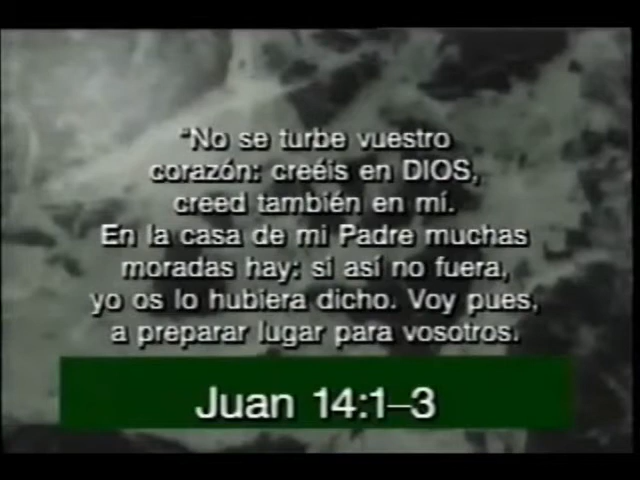 "No se turbe vuestro
corazón: creéis en DIOS,
creed también en mí.
En la casa de mi Padre muchas
moradas hay: si así no fuera,
yo os lo hubiera dicho. Voy pues,
a preparar lugar para vosotros.
Juan 14:1–3